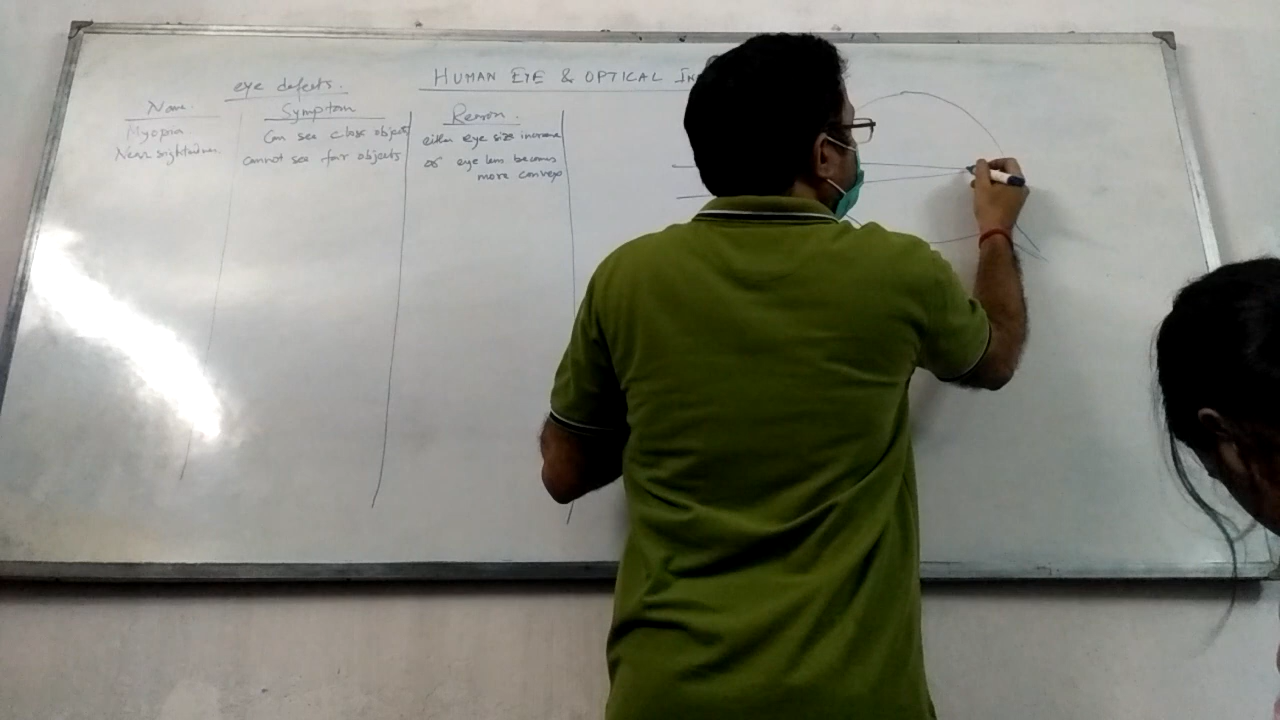 HUMAN EYE & OPTICAL
eye defects.
Name. Symptom Reason.
Myopia Can see close objects either eye size increase
Near sightedness cannot see far objects or eye lens becomes
more convex